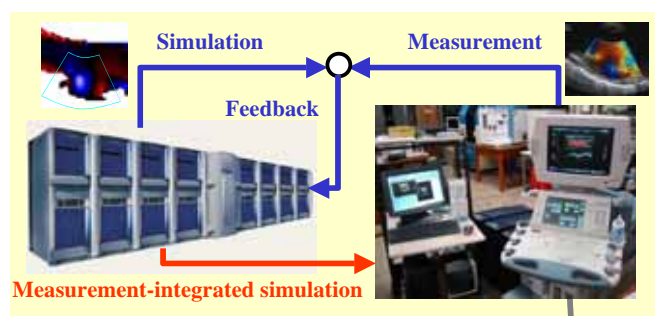 Simulation
Measurement
Feedback
Measurement-integrated simulation